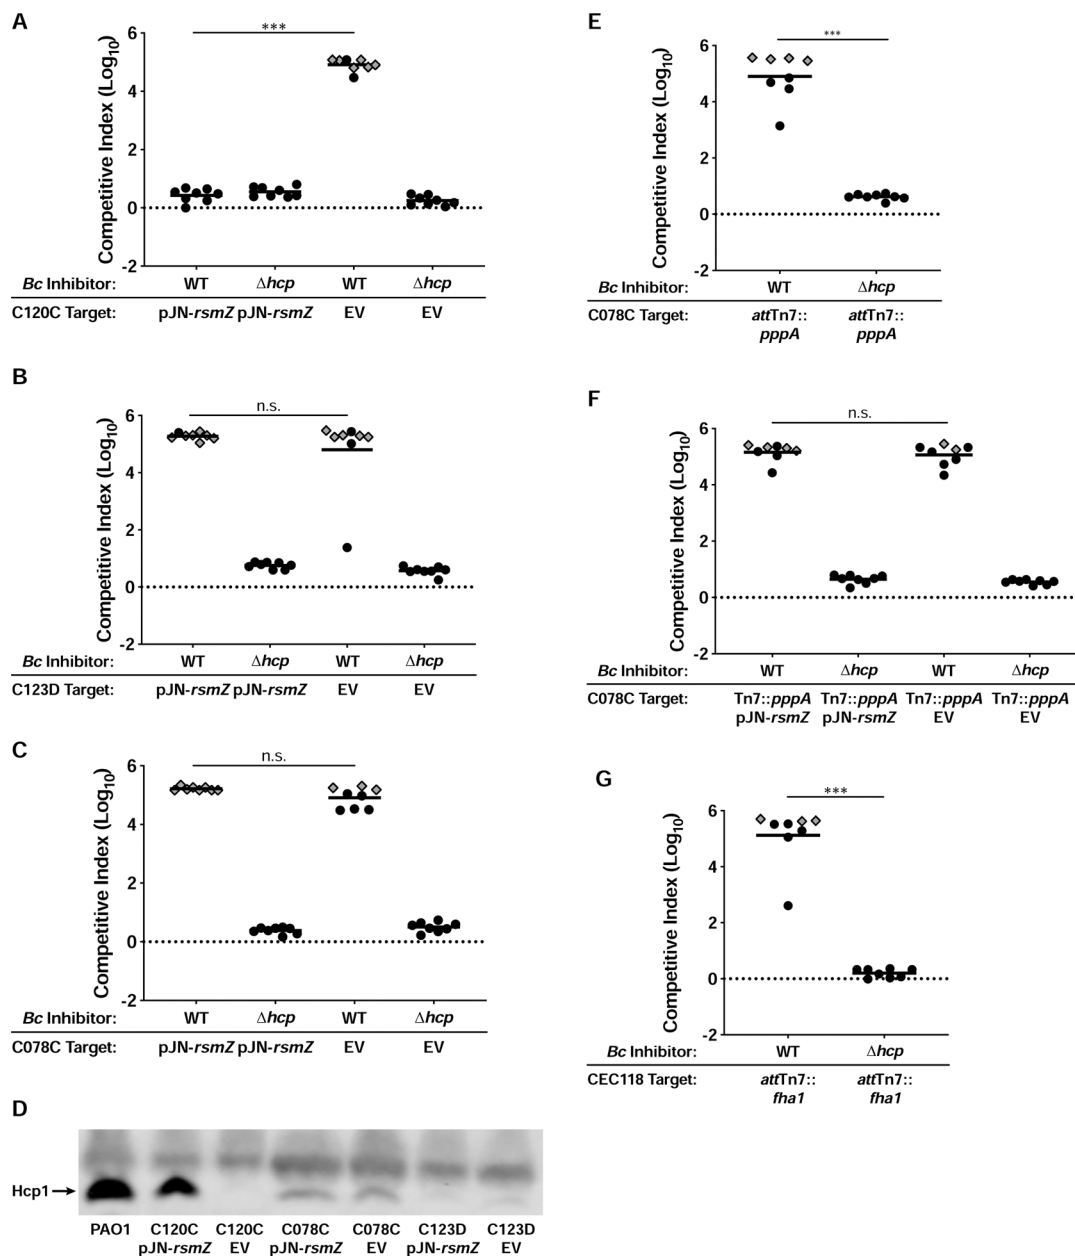 A
Competitive Index (Log10)
6
4
2
0
-2
***
Bc Inhibitor: WT Δhcp WT Δhcp
C120C Target: pJN-rsmZ pJN-rsmZ EV EV
B
Competitive Index (Log10)
6
4
2
0
-2
n.s.
Bc Inhibitor: WT Δhcp WT Δhcp
C123D Target: pJN-rsmZ pJN-rsmZ EV EV
C
Competitive Index (Log10)
6
4
2
0
-2
n.s.
Bc Inhibitor: WT Δhcp WT Δhcp
C078C Target: pJN-rsmZ pJN-rsmZ EV EV
D
Hcp1
PAO1 C120C C120C C078C C078C C123D C123D
pJN-rsmZ EV pJN-rsmZ EV pJN-rsmZ EV
E
Competitive Index (Log10)
6
4
2
0
-2
***
Bc Inhibitor: WT Δhcp
C078C Target: attTn7:: attTn7::
pppA pppA
F
Competitive Index (Log10)
6
4
2
0
-2
n.s.
Bc Inhibitor: WT Δhcp WT Δhcp
C078C Target: Tn7::pppA Tn7::pppA Tn7::pppA Tn7::pppA
pJN-rsmZ pJN-rsmZ EV EV
G
Competitive Index (Log10)
6
4
2
0
-2
***
Bc Inhibitor: WT Δhcp
CEC118 Target: attTn7:: attTn7::
fha1 fha1